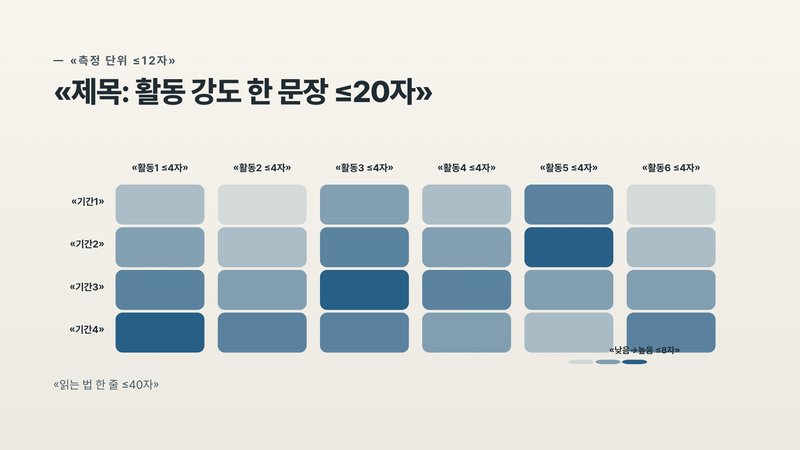 — «측정 단위 ≤12자»
«제목: 활동 강도 한 문장 ≤20자»
«활동1 ≤4자» «활동2 ≤4자» «활동3 ≤4자» «활동4 ≤4자» «활동5 ≤4자» «활동6 ≤4자»
«기간1»
«기간2»
«기간3»
«기간4»
«낮음→높음 ≤8자»
«읽는 법 한 줄 ≤40자»